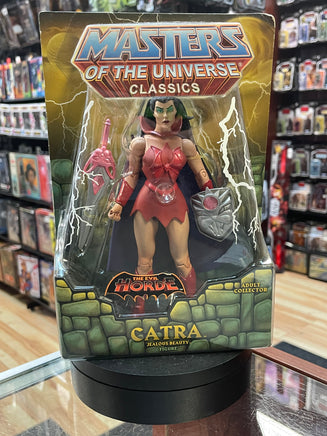 MASTERS
OF THE UNIVERSE
CLASSICS
THE EVIL
HORDE
ADULT
COLLECTOR
CATRA
JEALOUS BEAUTY
FIGURE